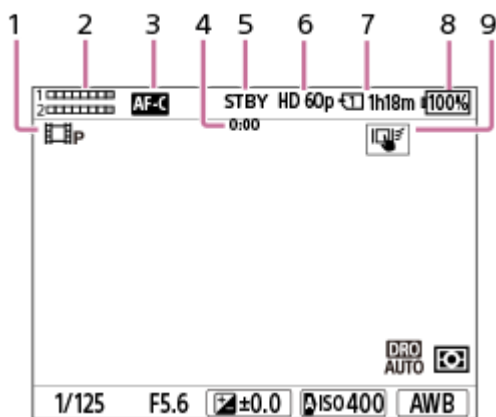 1 2 3 4 5 6 7 8 9
1
2
AF-C STBY HD 60p 1 1h18m 100%
0:00
P
DRO
AUTO
1/125 F5.6 ±0.0 A ISO400 AWB